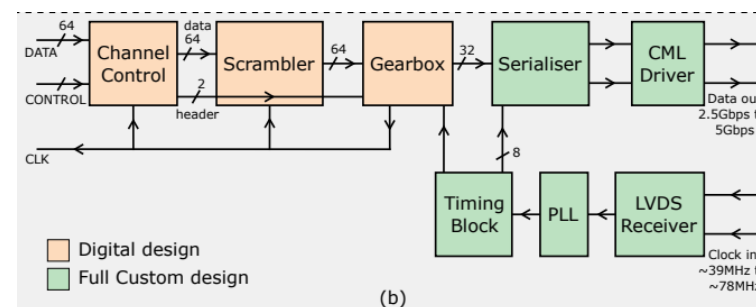 64
DATA
CONTROL
CLK
Channel
Control
data
64
2
header
Scrambler
64
Gearbox
32
Serialiser
CML
Driver
Data ou
2.5Gbps
5Gbps
8
Timing
Block
PLL
LVDS
Receiver
Clock in
~39MHz
~78MH
Digital design
Full Custom design
(b)